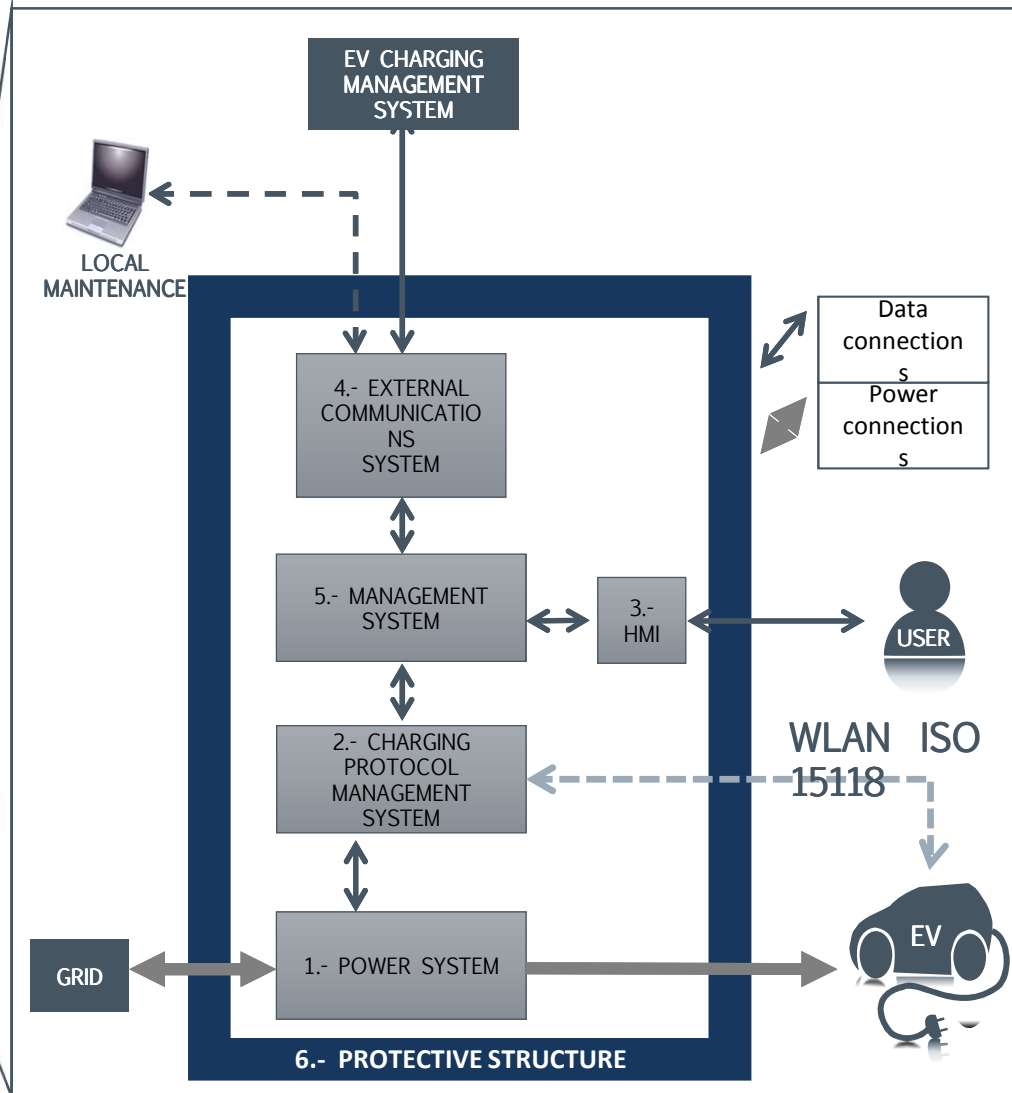 EV CHARGING
MANAGEMENT
SYSTEM
LOCAL
MAINTENANCE
Data
connection
s
Power
connection
s
4.- EXTERNAL
COMMUNICATIO
NS
SYSTEM
5.- MANAGEMENT
SYSTEM
3.-
HMI
USER
2.- CHARGING
PROTOCOL
MANAGEMENT
SYSTEM
WLAN ISO
15118
GRID
1.- POWER SYSTEM
EV
6.- PROTECTIVE STRUCTURE